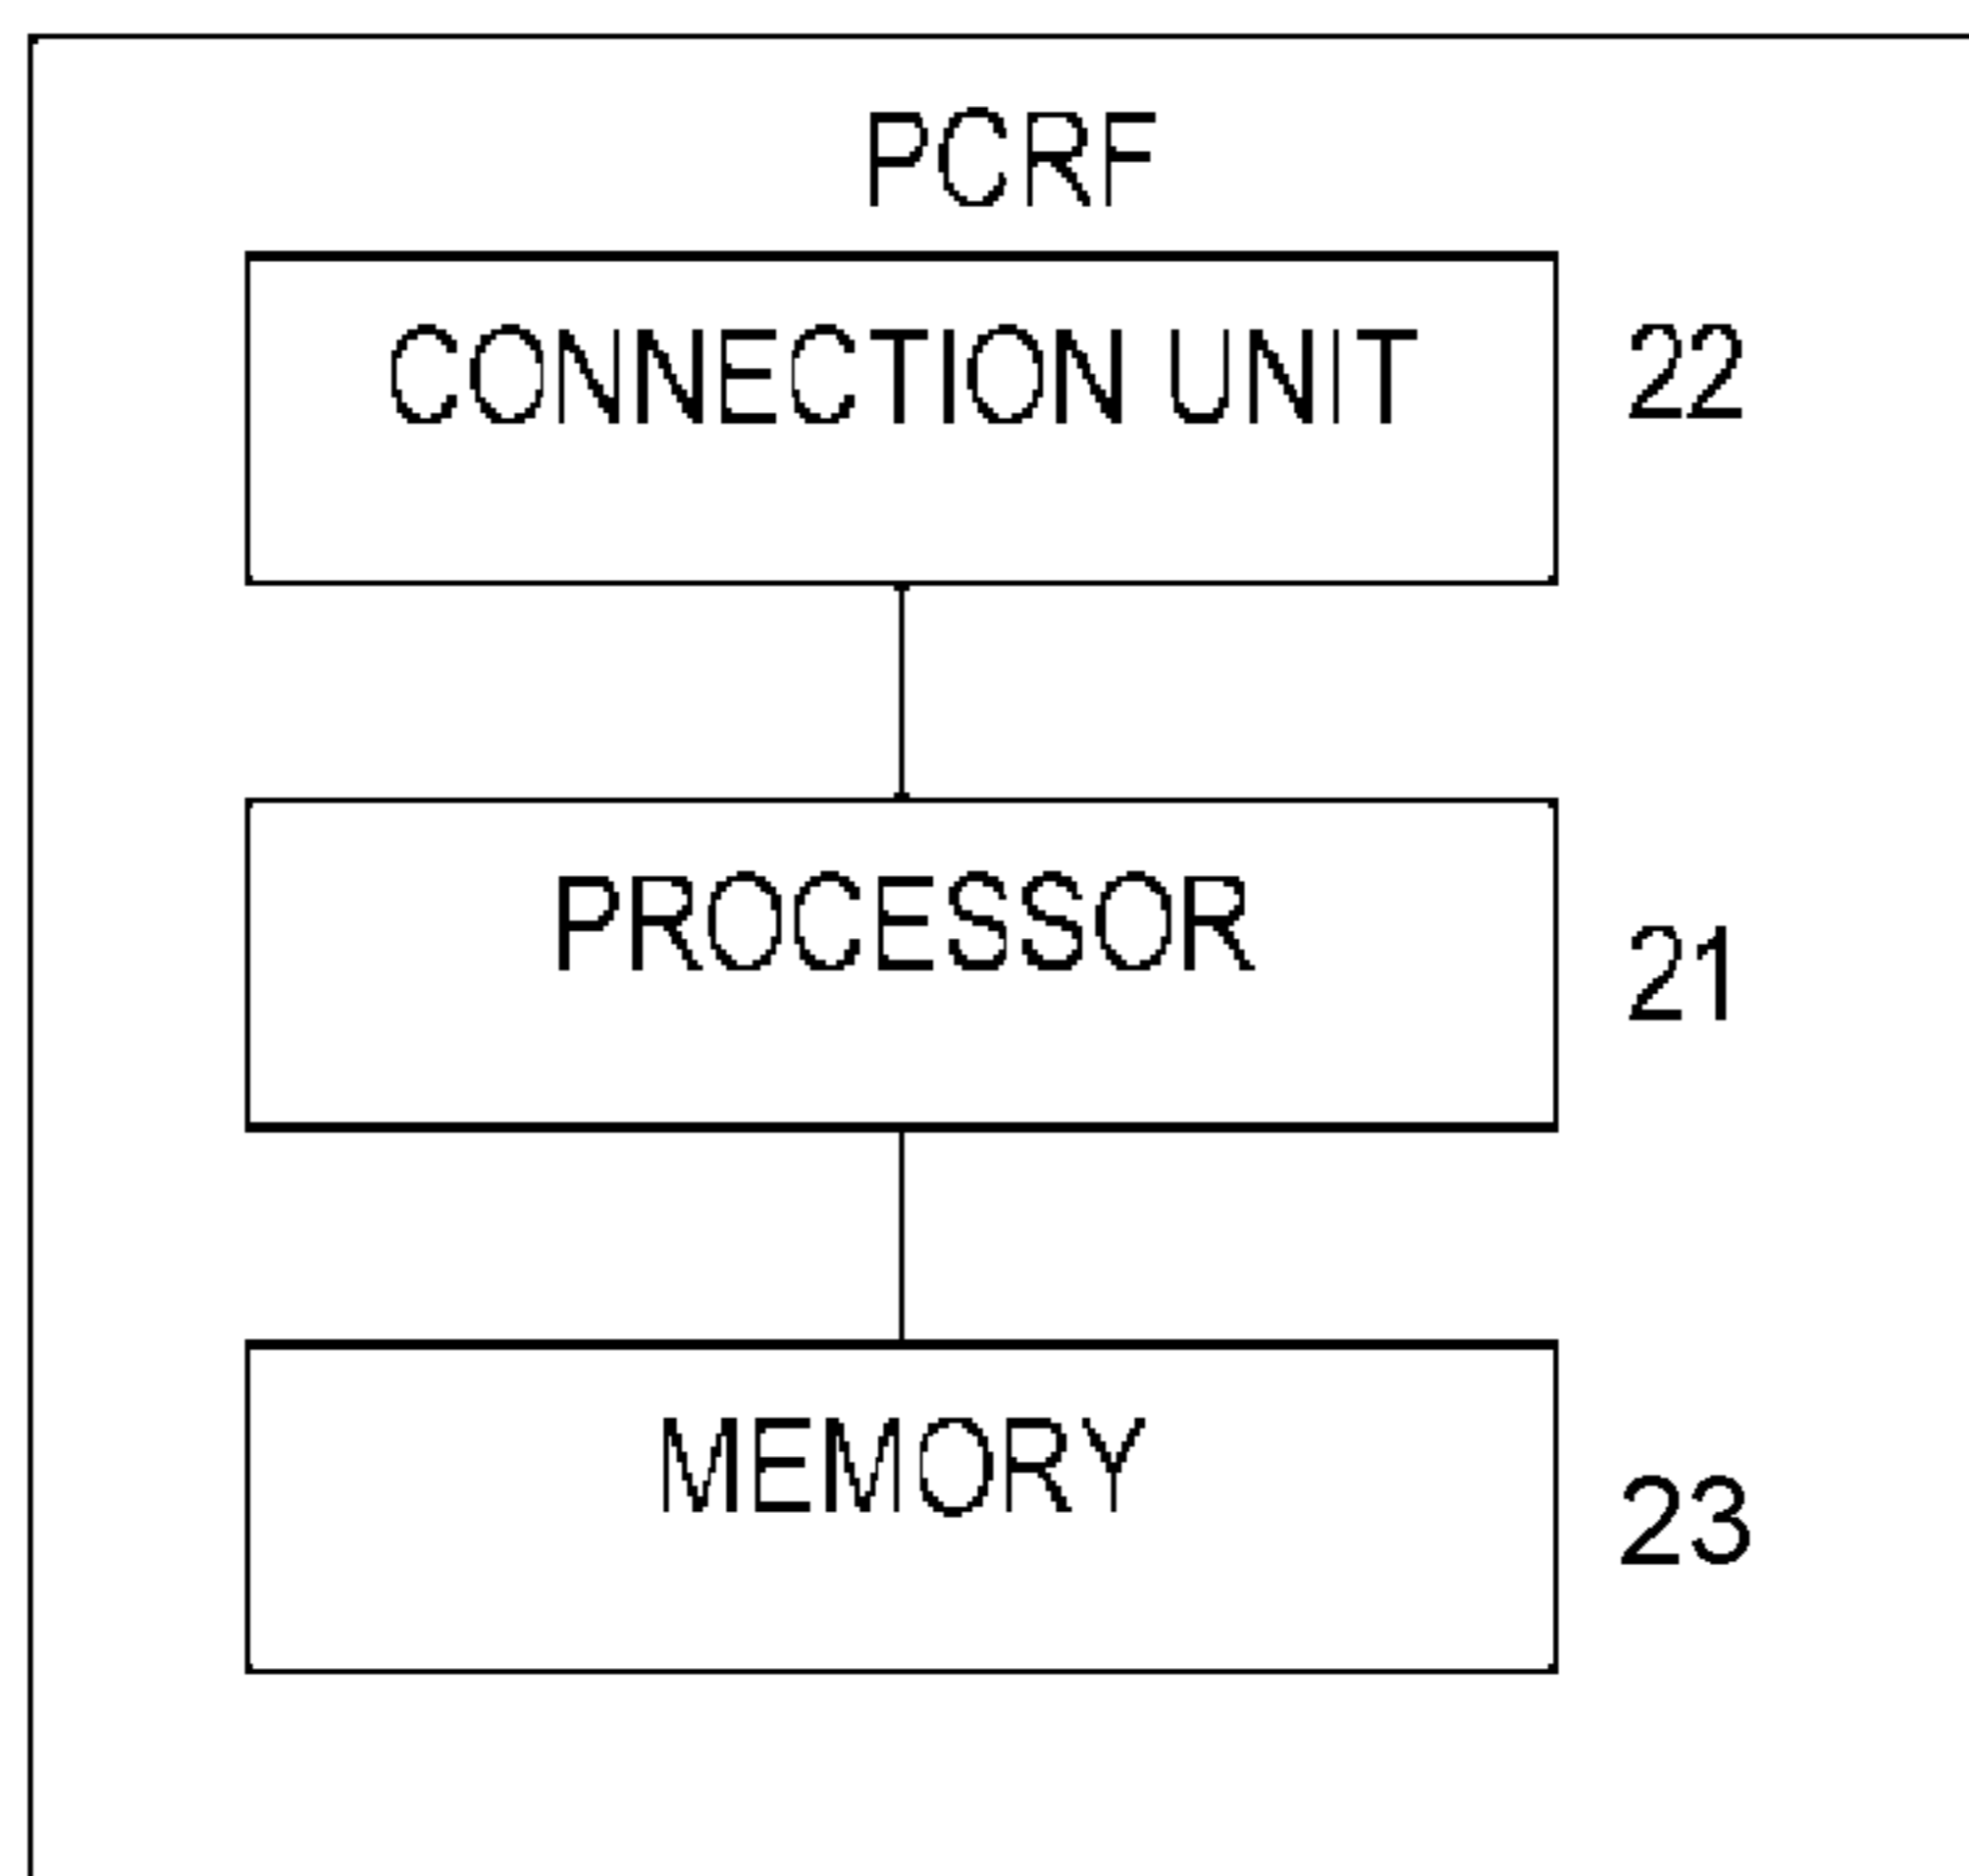 PCRF
CONNECTION UNIT
22
PROCESSOR
21
MEMORY
23